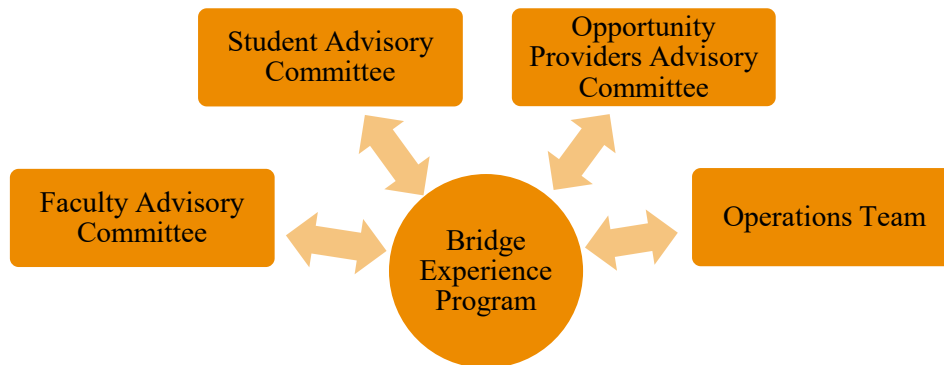 Student Advisory
Committee
Opportunity
Providers Advisory
Committee
Faculty Advisory
Committee
Operations Team
Bridge
Experience
Program